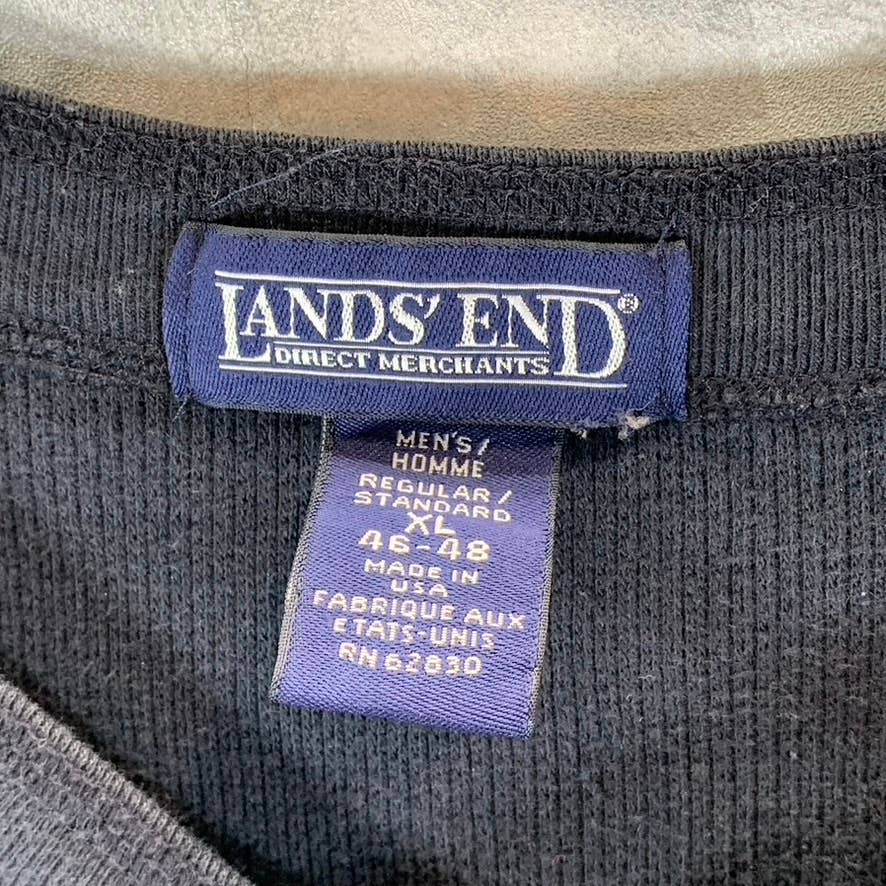 LANDS' END®
DIRECT MERCHANTS
MEN'S/
HOMME
REGULAR/
STANDARD
XL
46-48
MADE IN
USA
FABRIQUE AUX
ETATS-UNIS
RN 62830